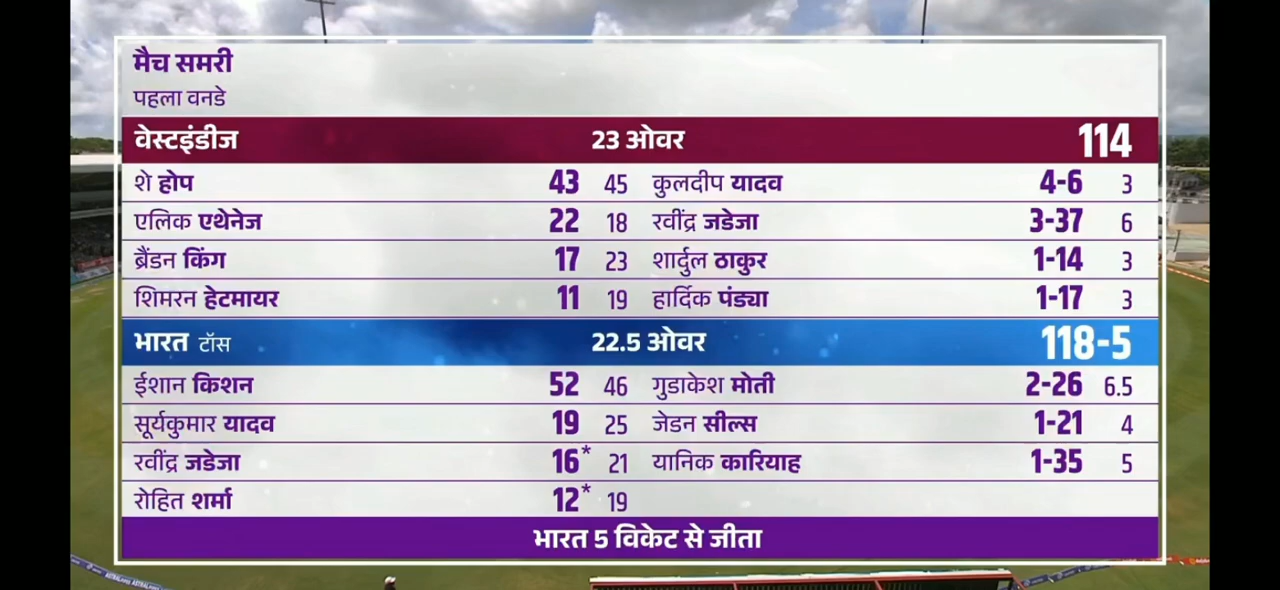 मैच समरी
पहला वनडे
वेस्टइंडीज 23 ओवर 114
शे होप 43 45 कुलदीप यादव 4-6 3
एलिक एथेनेज 22 18 रवींद्र जडेजा 3-37 6
ब्रैंडन किंग 17 23 शार्दुल ठाकुर 1-14 3
शिमरन हेटमायर 11 19 हार्दिक पंड्या 1-17 3
भारत टॉस 22.5 ओवर 118-5
ईशान किशन 52 46 गुडाकेश मोती 2-26 6.5
सूर्यकुमार यादव 19 25 जेडन सील्स 1-21 4
रवींद्र जडेजा 16* 21 यानिक कारियाह 1-35 5
रोहित शर्मा 12* 19
भारत 5 विकेट से जीता